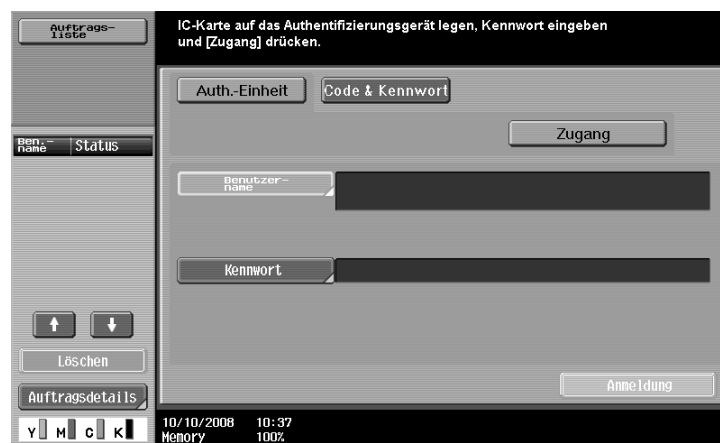 Auftrags-
liste
IC-Karte auf das Authentifizierungsgerät legen, Kennwort eingeben
und [Zugang] drücken.
Auth.-Einheit
Code & Kennwort
Zugang
Ben.-
name
Status
Benutzer-
name
Kennwort
Löschen
Auftragsdetails
Anmeldung
Y M C K
10/10/2008 10:37
Memory 100%